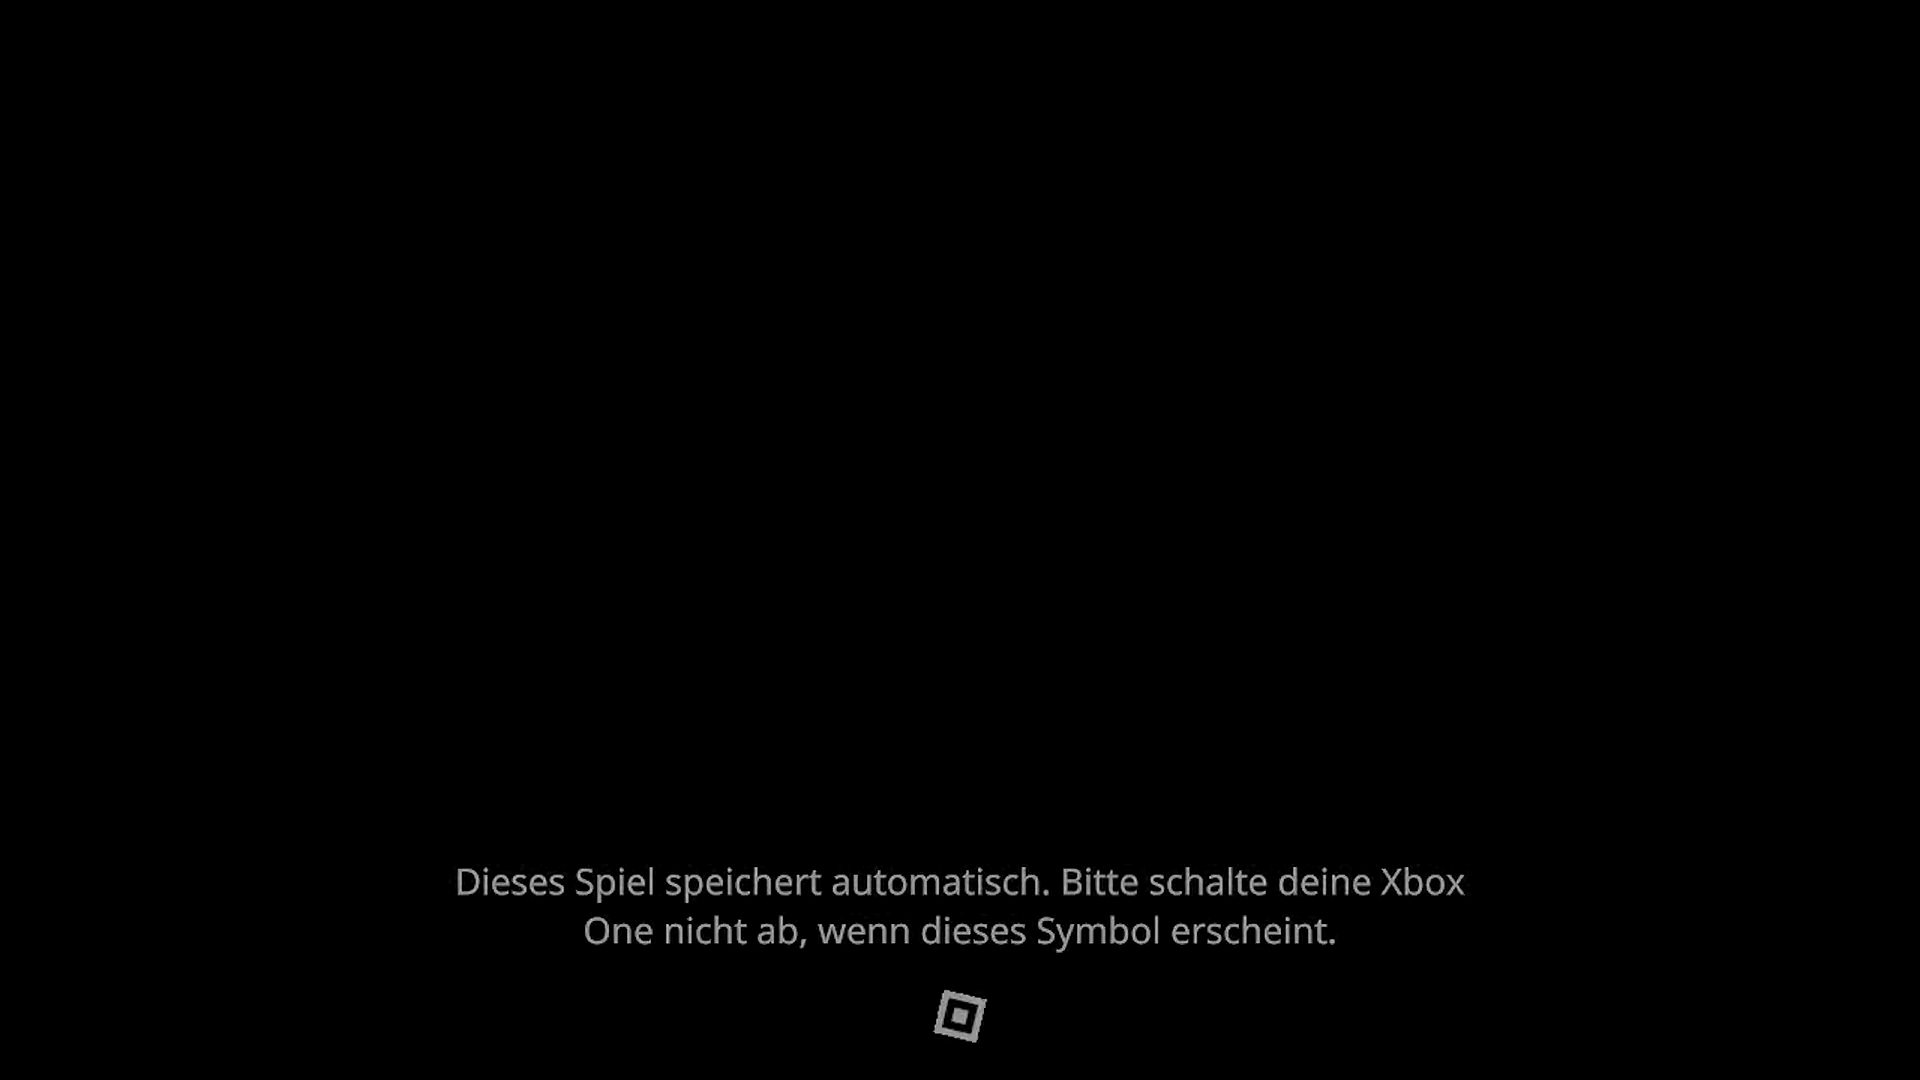 Dieses Spiel speichert automatisch. Bitte schalte deine Xbox
One nicht ab, wenn dieses Symbol erscheint.